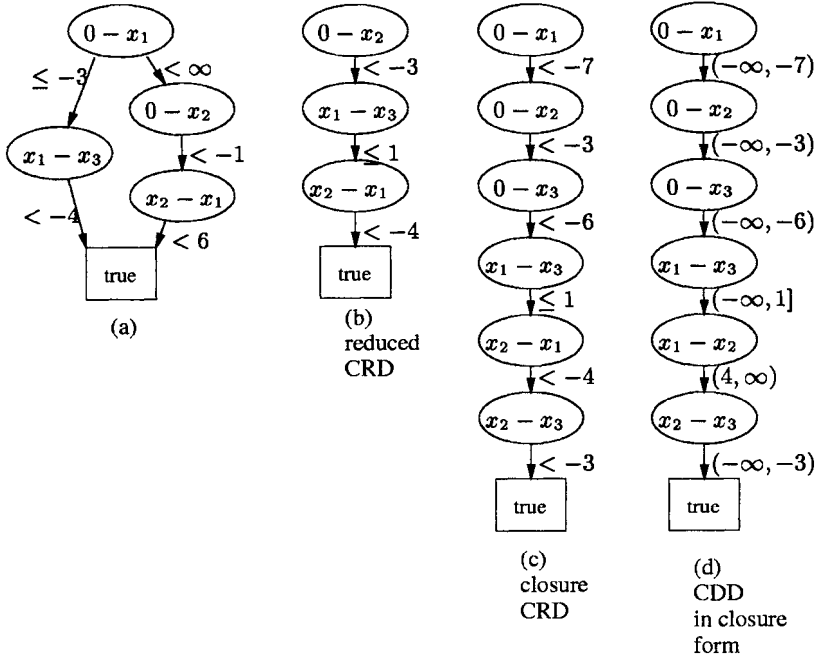 0 − x₁
≤ −3
< ∞
0 − x₂
x₁ − x₃
< −1
x₂ − x₁
< −4
< 6
true
(a)
0 − x₂
< −3
x₁ − x₃
≤ 1
x₂ − x₁
< −4
true
(b)
reduced
CRD
0 − x₁
< −7
0 − x₂
< −3
0 − x₃
< −6
x₁ − x₃
≤ 1
x₂ − x₁
< −4
x₂ − x₃
< −3
true
(c)
closure
CRD
0 − x₁
(−∞, −7)
0 − x₂
(−∞, −3)
0 − x₃
(−∞, −6)
x₁ − x₃
(−∞, 1]
x₁ − x₂
(4, ∞)
x₂ − x₃
(−∞, −3)
true
(d)
CDD
in closure
form